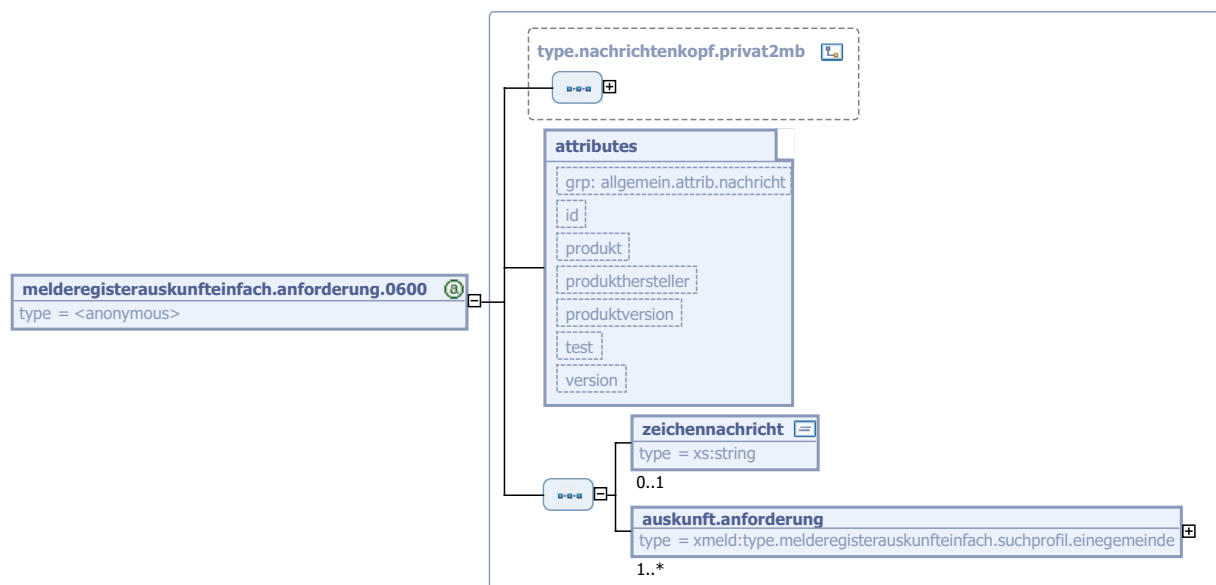 type.nachrichtenkopf.privat2mb
attributes
grp: allgemein.attrib.nachricht
id
produkt
produkthersteller
produktversion
test
version
melderegisterauskunfteinfach.anforderung.0600 a
type = <anonymous>
zeichennachricht
type = xs:string
0..1
auskunft.anforderung
type = xmeld:type.melderegisterauskunfteinfach.suchprofil.einegemeinde
1..*